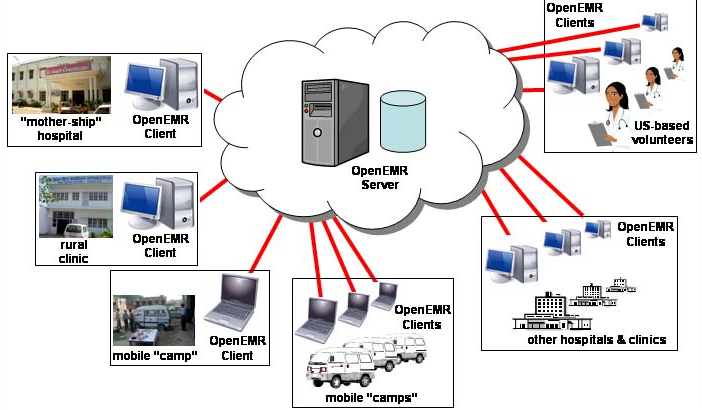 OpenEMR
Clients
US-based
volunteers
"mother-ship"
hospital
OpenEMR
Client
OpenEMR
Server
rural
clinic
OpenEMR
Client
OpenEMR
Clients
other hospitals & clinics
mobile "camp"
OpenEMR
Client
OpenEMR
Clients
mobile "camps"